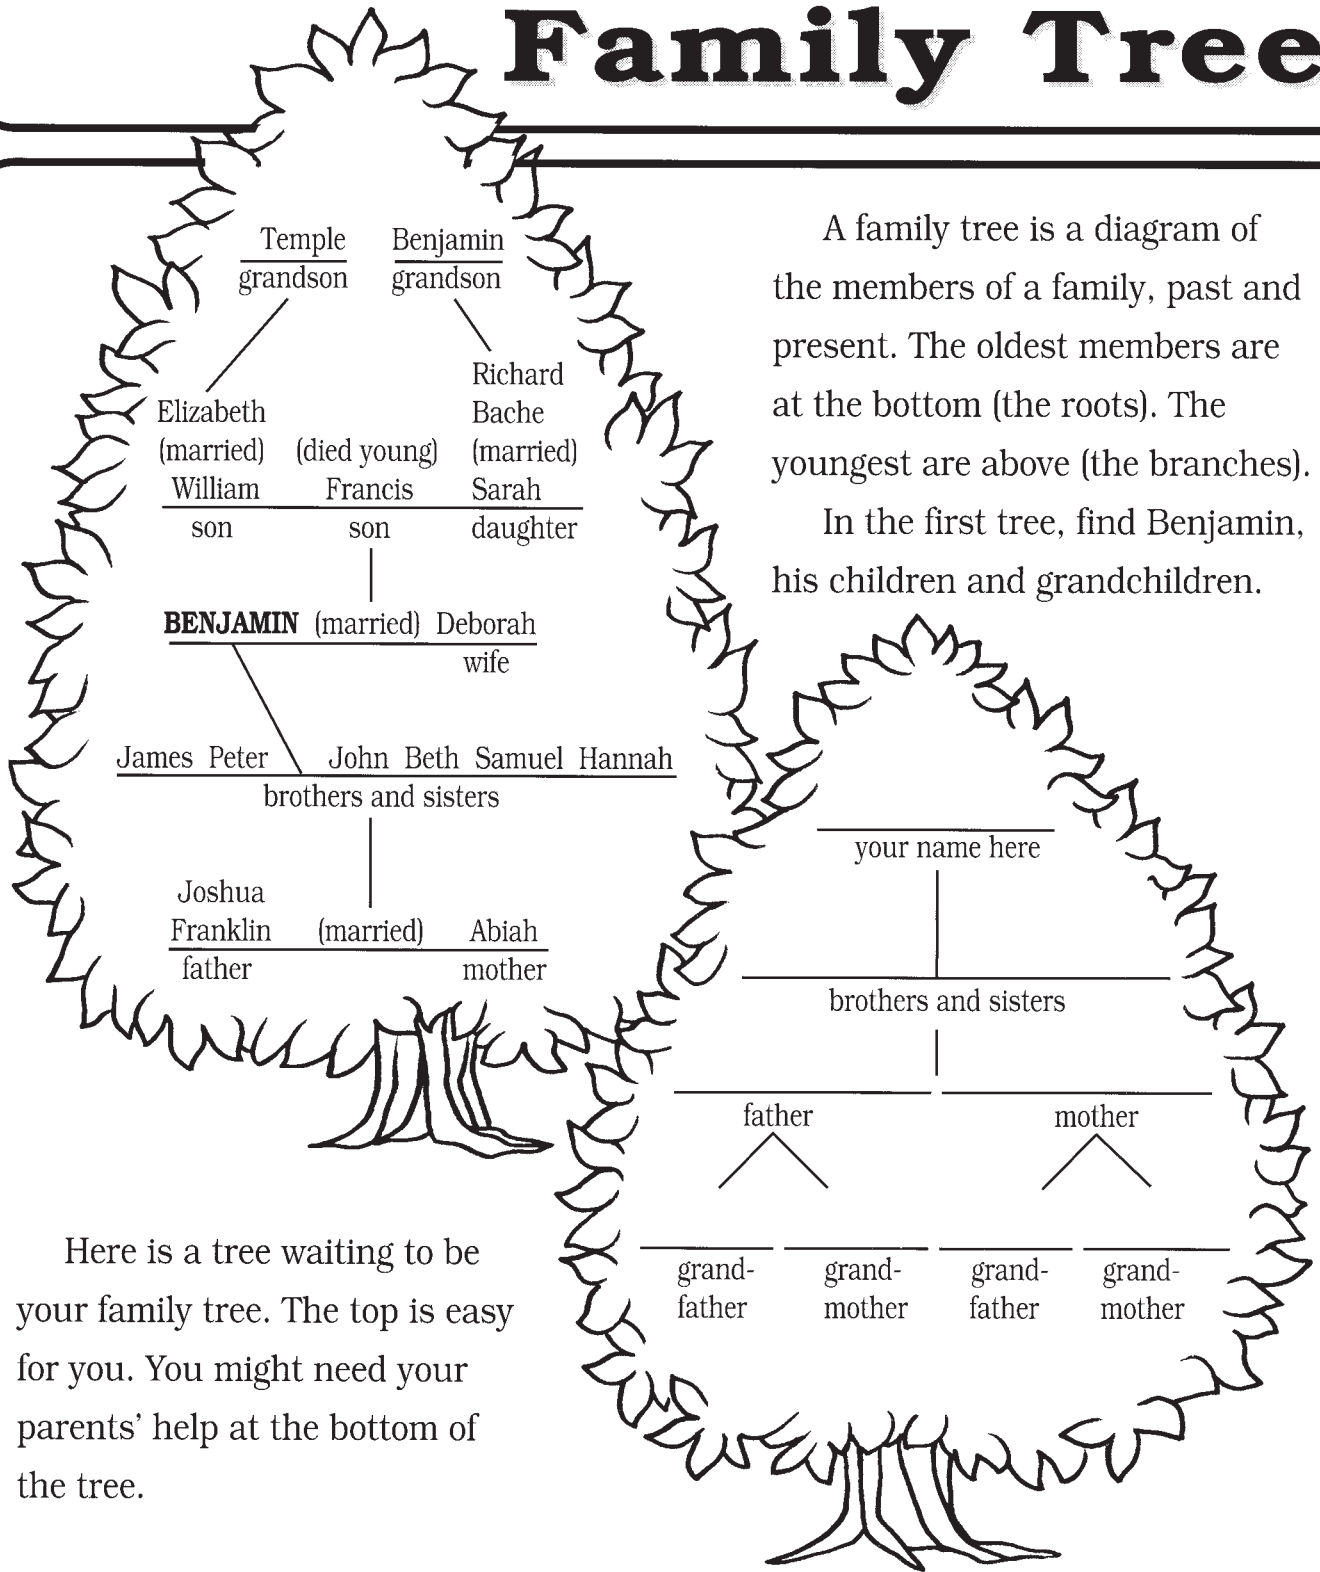 Family Tree
A family tree is a diagram of
the members of a family, past and
present. The oldest members are
at the bottom (the roots). The
youngest are above (the branches).
In the first tree, find Benjamin,
his children and grandchildren.
Temple Benjamin
grandson grandson
Richard
Elizabeth Bache
(married) (died young) (married)
William Francis Sarah
son son daughter
BENJAMIN (married) Deborah
wife
James Peter John Beth Samuel Hannah
brothers and sisters
Joshua
Franklin (married) Abiah
father mother
your name here
brothers and sisters
father mother
grand- grand- grand- grand-
father mother father mother
Here is a tree waiting to be
your family tree. The top is easy
for you. You might need your
parents' help at the bottom of
the tree.